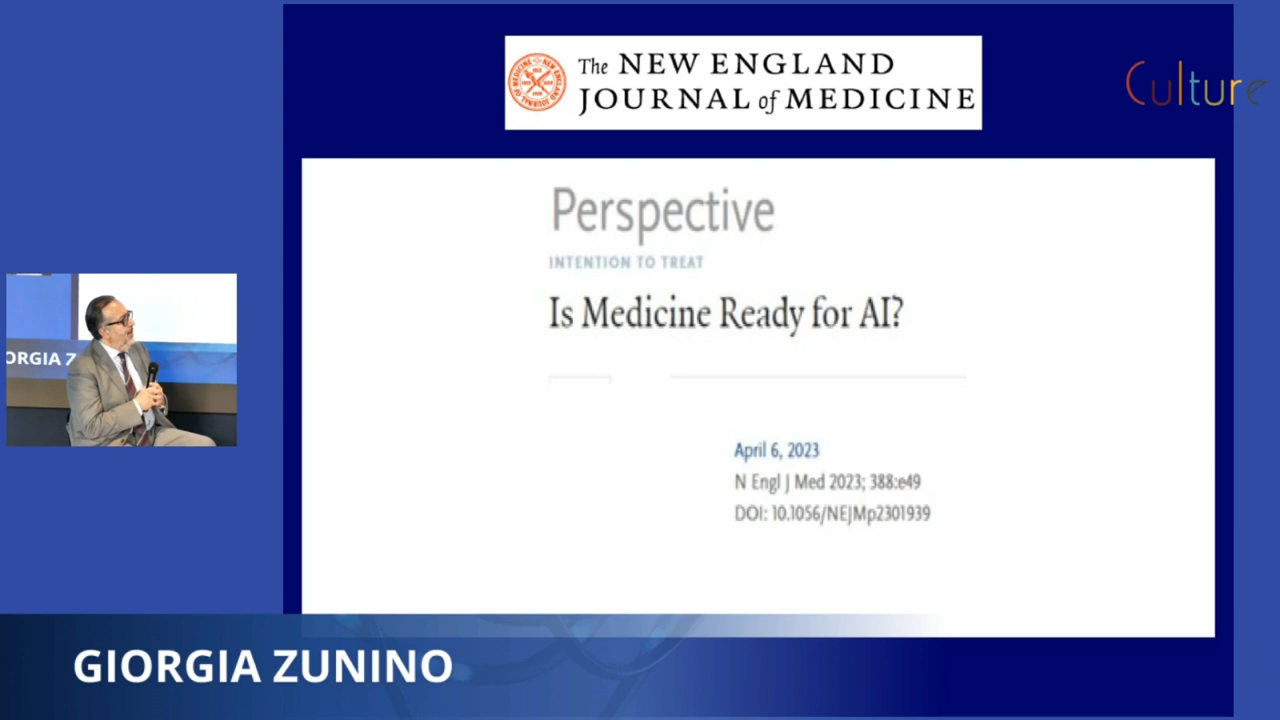 The NEW ENGLAND
JOURNAL of MEDICINE
Culture
Perspective
INTENTION TO TREAT
Is Medicine Ready for AI?
April 6, 2023
N Engl J Med 2023; 388:e49
DOI: 10.1056/NEJMp2301939
ORGIA Z
GIORGIA ZUNINO